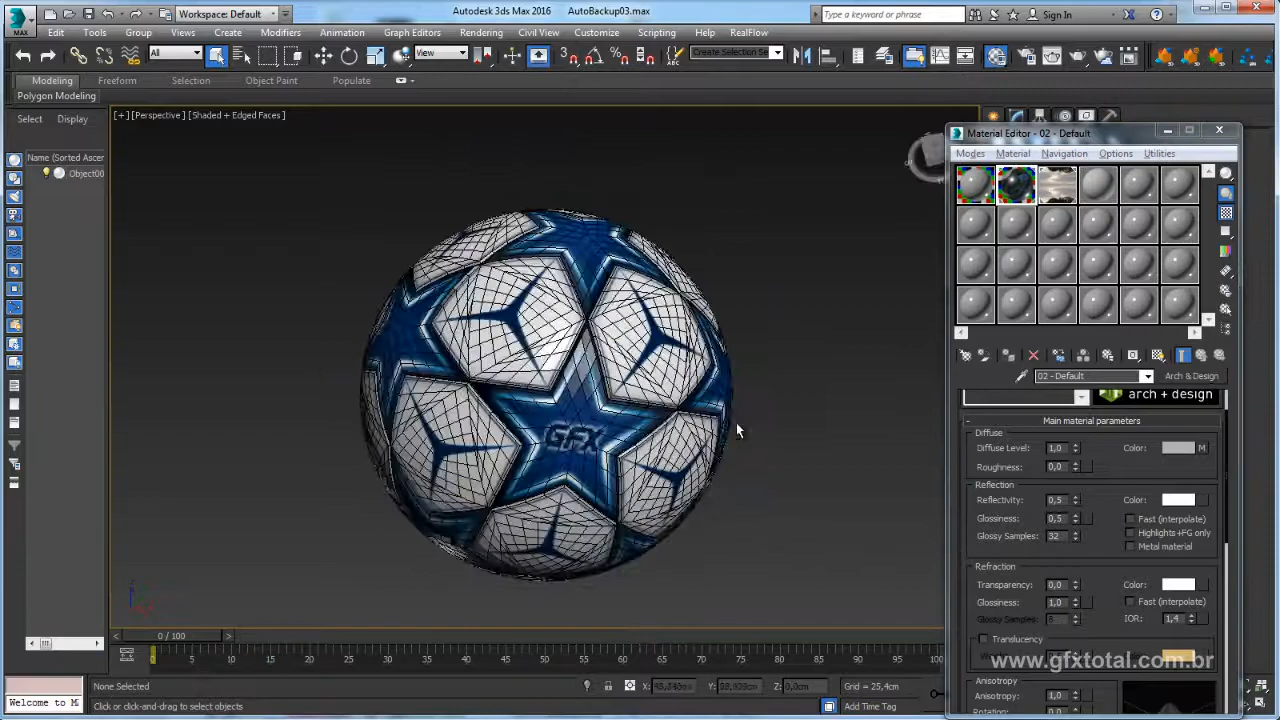 MAX
Workspace: Default
Autodesk 3ds Max 2016    AutoBackup03.max
Type a keyword or phrase
Sign In
Edit Tools Group Views Create Modifiers Animation Graph Editors Rendering Civil View Customize Scripting Help RealFlow
All
View
Create Selection Se
Modeling Freeform Selection Object Paint Populate
Polygon Modeling
Select Display
[+] [Perspective] [Shaded + Edged Faces]
Name (Sorted Ascer
Object00
GFX
Material Editor - 02 - Default
Modes Material Navigation Options Utilities
02 - Default
Arch & Design
arch + design
Main material parameters
Diffuse
Diffuse Level: 1,0 Color: M
Roughness: 0,0
Reflection
Reflectivity: 0,5 Color:
Glossiness: 0,5 Fast (interpolate)
Highlights+FG only
Glossy Samples: 32
Metal material
Refraction
Transparency: 0,0 Color:
Glossiness: 1,0 Fast (interpolate)
Glossy Samples: 8 IOR: 1,4
Translucency
www.gfxtotal.com.br
Anisotropy
Anisotropy: 1,0
Rotation: 0,0
0 / 100
0 5 10 15 20 25 30 35 40 45 50 55 60 65 70 75 80 85 90 95 100
None Selected
X: Y: Z: 0,0cm
Grid = 25,4cm
Welcome to M
Click or click-and-drag to select objects
Add Time Tag